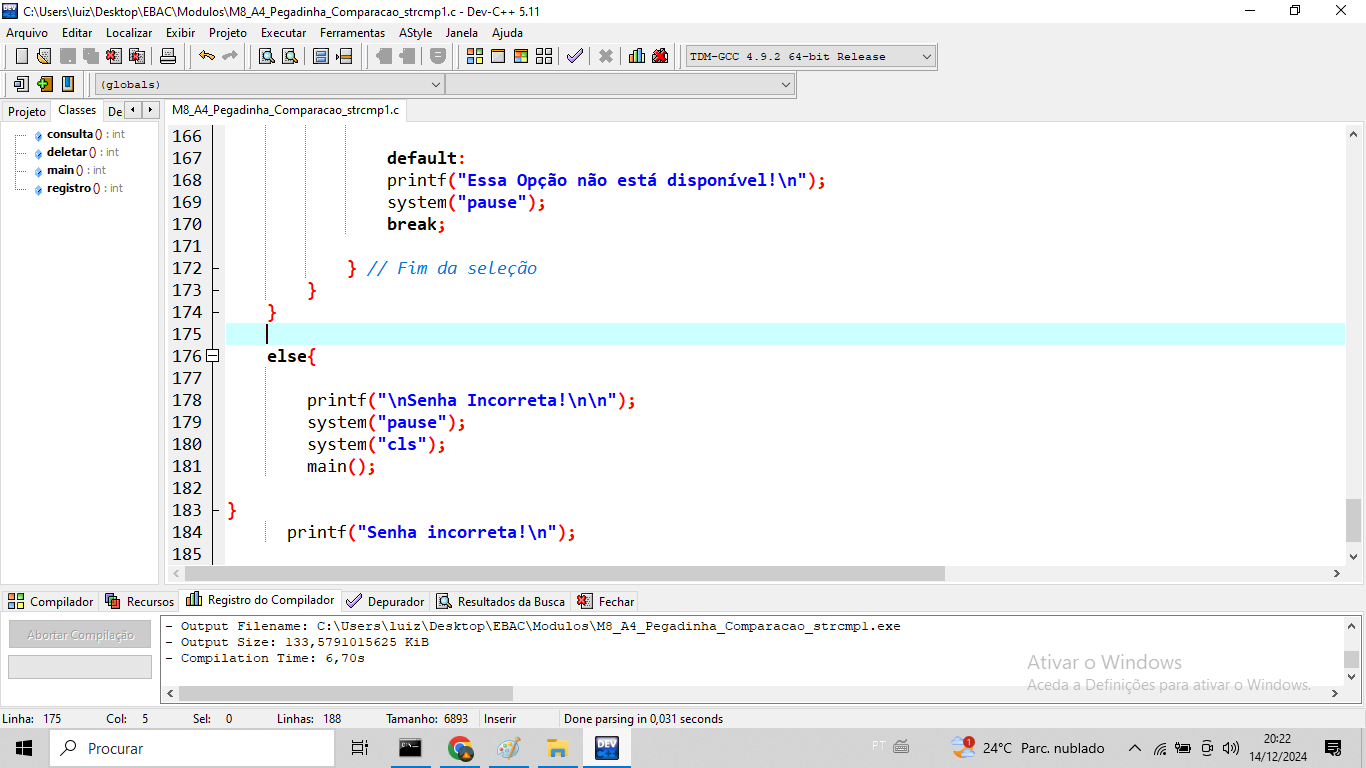 C:\Users\luiz\Desktop\EBAC\Modulos\M8_A4_Pegadinha_Comparacao_strcmp1.c - Dev-C++ 5.11
Arquivo Editar Localizar Exibir Projeto Executar Ferramentas AStyle Janela Ajuda
TDM-GCC 4.9.2 64-bit Release
(globals)
Projeto Classes De
M8_A4_Pegadinha_Comparacao_strcmp1.c
consulta () : int
deletar () : int
main () : int
registro () : int
166
167 default:
168 printf("Essa Opção não está disponível!\n");
169 system("pause");
170 break;
171
172 } // Fim da seleção
173 }
174 }
175
176 else{
177
178 printf("\nSenha Incorreta!\n\n");
179 system("pause");
180 system("cls");
181 main();
182
183 }
184 printf("Senha incorreta!\n");
185
Compilador Recursos Registro do Compilador Depurador Resultados da Busca Fechar
Abortar Compilação
- Output Filename: C:\Users\luiz\Desktop\EBAC\Modulos\M8_A4_Pegadinha_Comparacao_strcmp1.exe
- Output Size: 133,5791015625 KiB
- Compilation Time: 6,70s
Ativar o Windows
Aceda a Definições para ativar o Windows.
Linha: 175 Col: 5 Sel: 0 Linhas: 188 Tamanho: 6893 Inserir Done parsing in 0,031 seconds
Procurar
DEV
PT
1
24°C Parc. nublado
20:22
14/12/2024